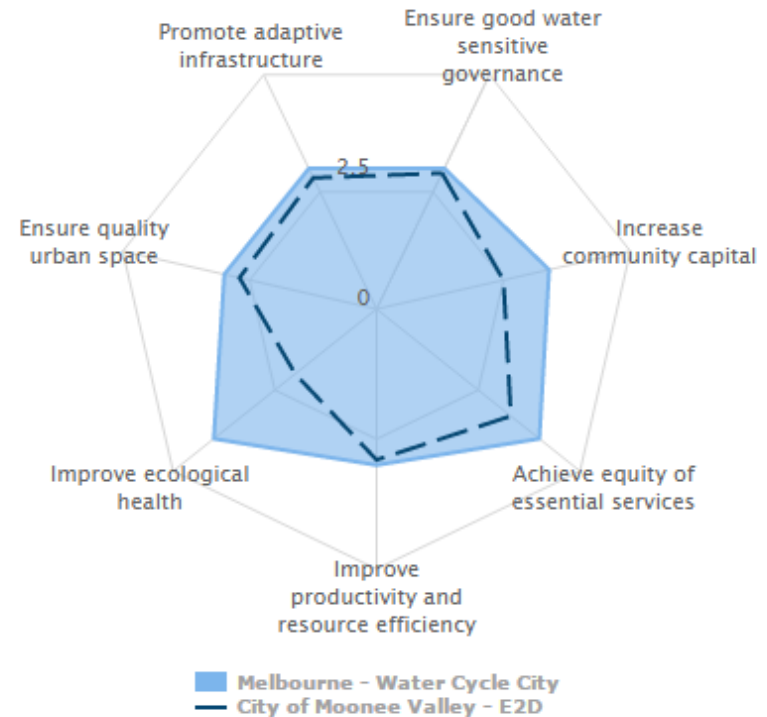 Ensure good water
sensitive
governance
Promote adaptive
infrastructure
2.5
Increase
community capital
Ensure quality
urban space
0
Improve ecological
health
Achieve equity of
essential services
Improve
productivity and
resource efficiency
Melbourne - Water Cycle City
City of Moonee Valley - E2D